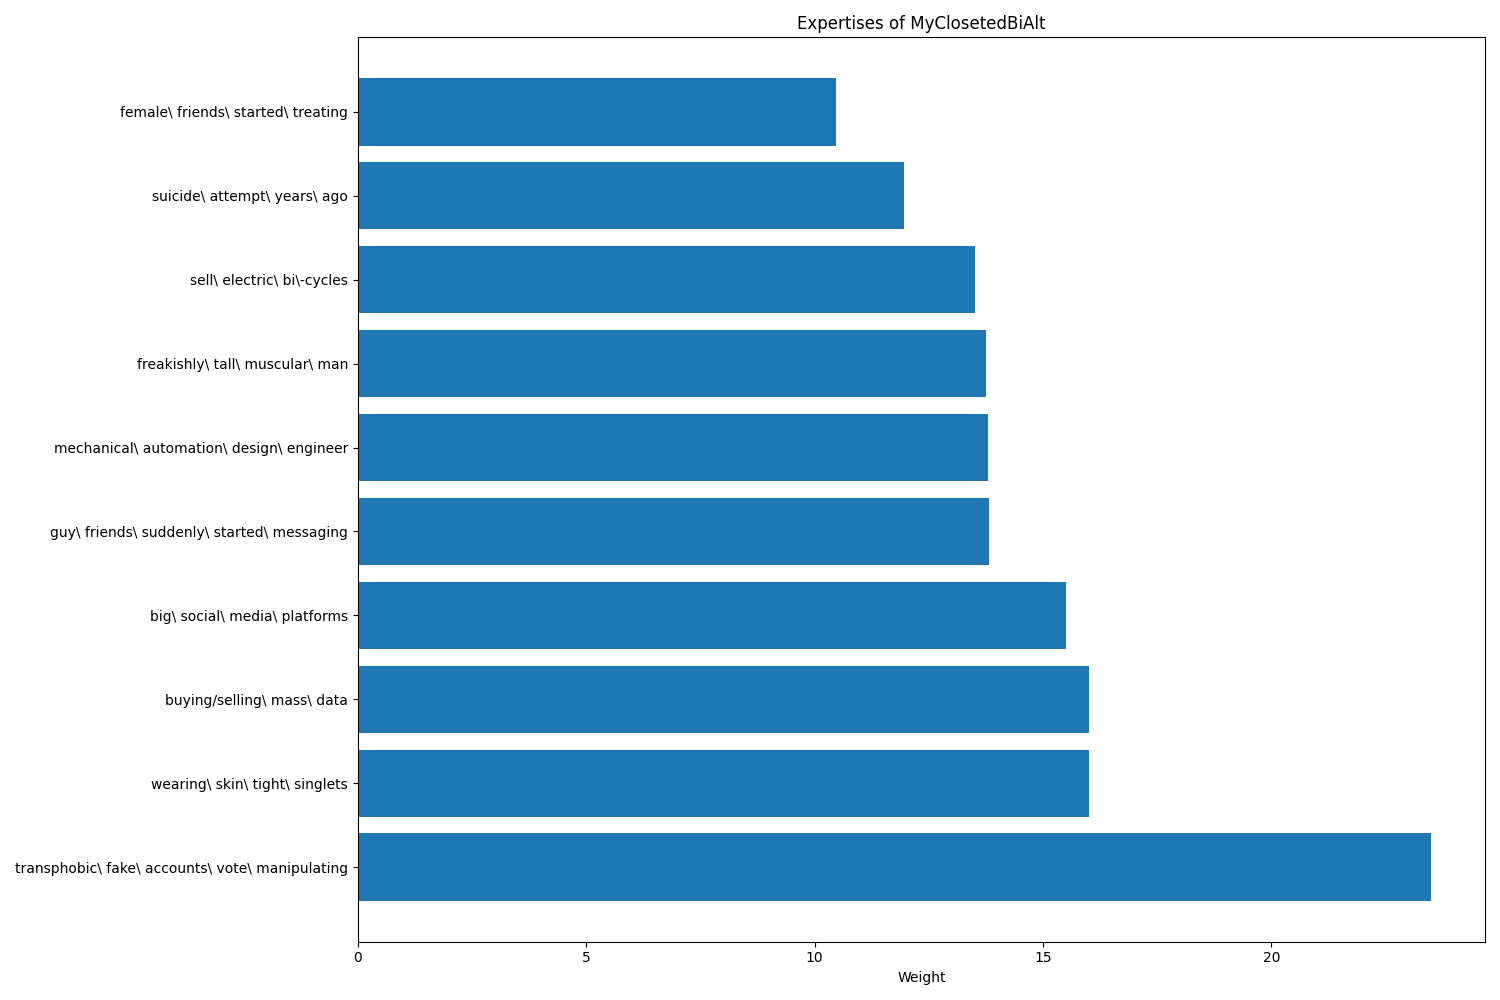 Expertises of MyClosetedBiAlt
female\ friends\ started\ treating
suicide\ attempt\ years\ ago
sell\ electric\ bi\-cycles
freakishly\ tall\ muscular\ man
mechanical\ automation\ design\ engineer
guy\ friends\ suddenly\ started\ messaging
big\ social\ media\ platforms
buying/selling\ mass\ data
wearing\ skin\ tight\ singlets
transphobic\ fake\ accounts\ vote\ manipulating
0 5 10 15 20
Weight